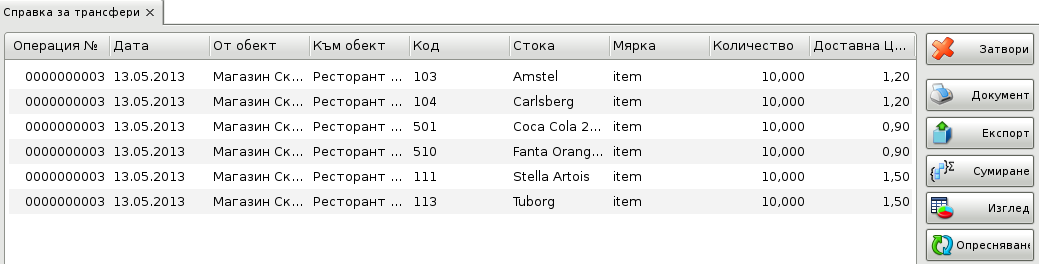 Справка за трансфери ×
Операция № Дата От обект Към обект Код Стока Мярка Количество Доставна Ц...
0000000003 13.05.2013 Магазин Ск... Ресторант ... 103 Amstel item 10,000 1,20
0000000003 13.05.2013 Магазин Ск... Ресторант ... 104 Carlsberg item 10,000 1,20
0000000003 13.05.2013 Магазин Ск... Ресторант ... 501 Coca Cola 2... item 10,000 0,90
0000000003 13.05.2013 Магазин Ск... Ресторант ... 510 Fanta Orang... item 10,000 0,90
0000000003 13.05.2013 Магазин Ск... Ресторант ... 111 Stella Artois item 10,000 1,50
0000000003 13.05.2013 Магазин Ск... Ресторант ... 113 Tuborg item 10,000 1,50
Затвори
Документ
Експорт
Сумиране
Изглед
Опресняване